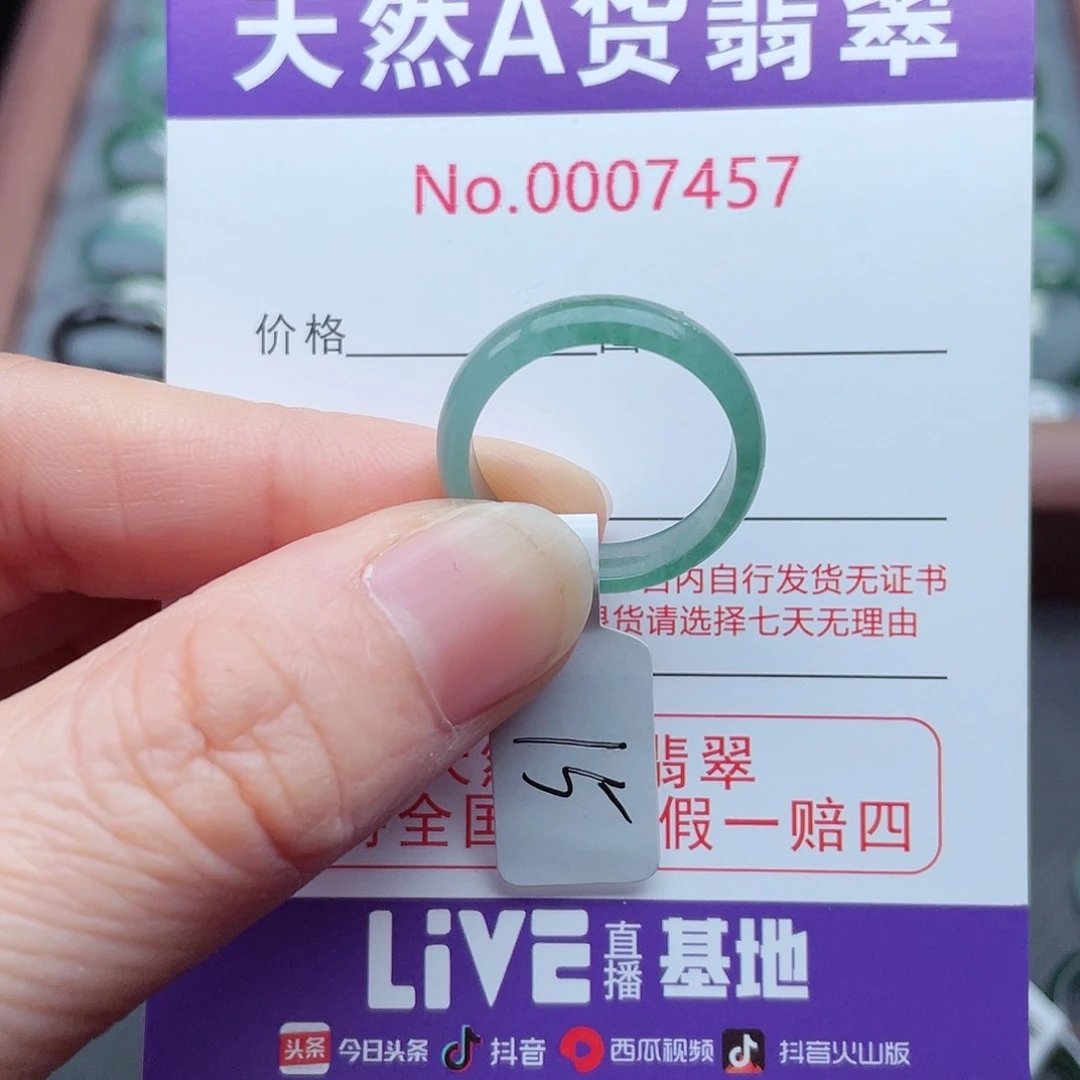 天然A货翡翠
No.0007457
价格
内自行发货无证书
货请选择七天无理由
翡翠
全国 假一赔四
15
LiVE直播基地
今日头条 抖音 西瓜视频 抖音火山版
头条